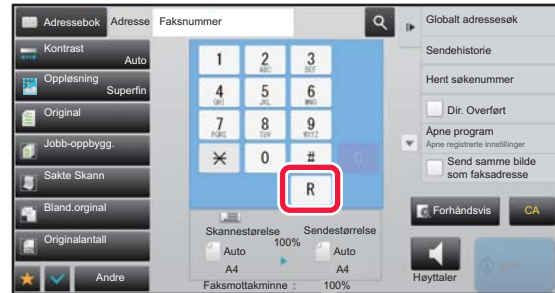 Adressebok
Adresse
Faksnummer
Kontrast
Auto
Oppløsning
Superfin
Original
Jobb-oppbygg.
Sakte Skann
Bland.orginal
Originalantall
Andre
1
2
ABC
3
DEF
4
GHI
5
JKL
6
MNO
7
PQRS
8
TUV
9
WXYZ
0
#
C
R
Skannestørelse
100%
Sendestørrelse
Auto
A4
Auto
A4
Faksmottakminne : 100%
Globalt adressesøk
Sendehistorie
Hent søkenummer
Dir. Overført
Åpne program
Åpne registrerte innstillinger
Send samme bilde
som faksadresse
Forhåndsvis
CA
Høyttaler
Start